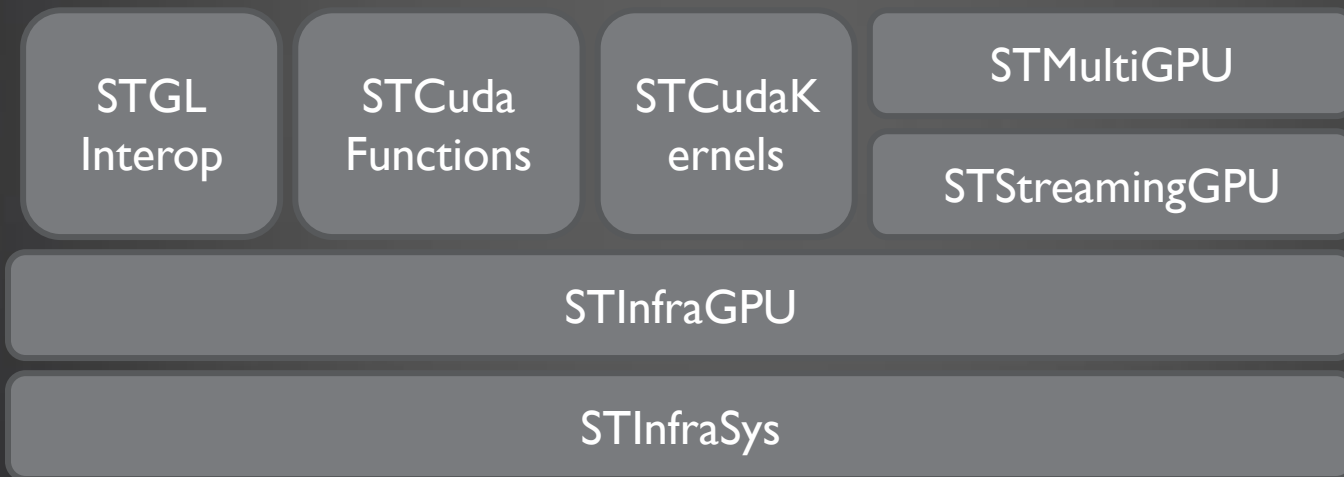 STGL
Interop
STCuda
Functions
STCudaK
ernels
STMultiGPU
STStreamingGPU
STInfraGPU
STInfraSys